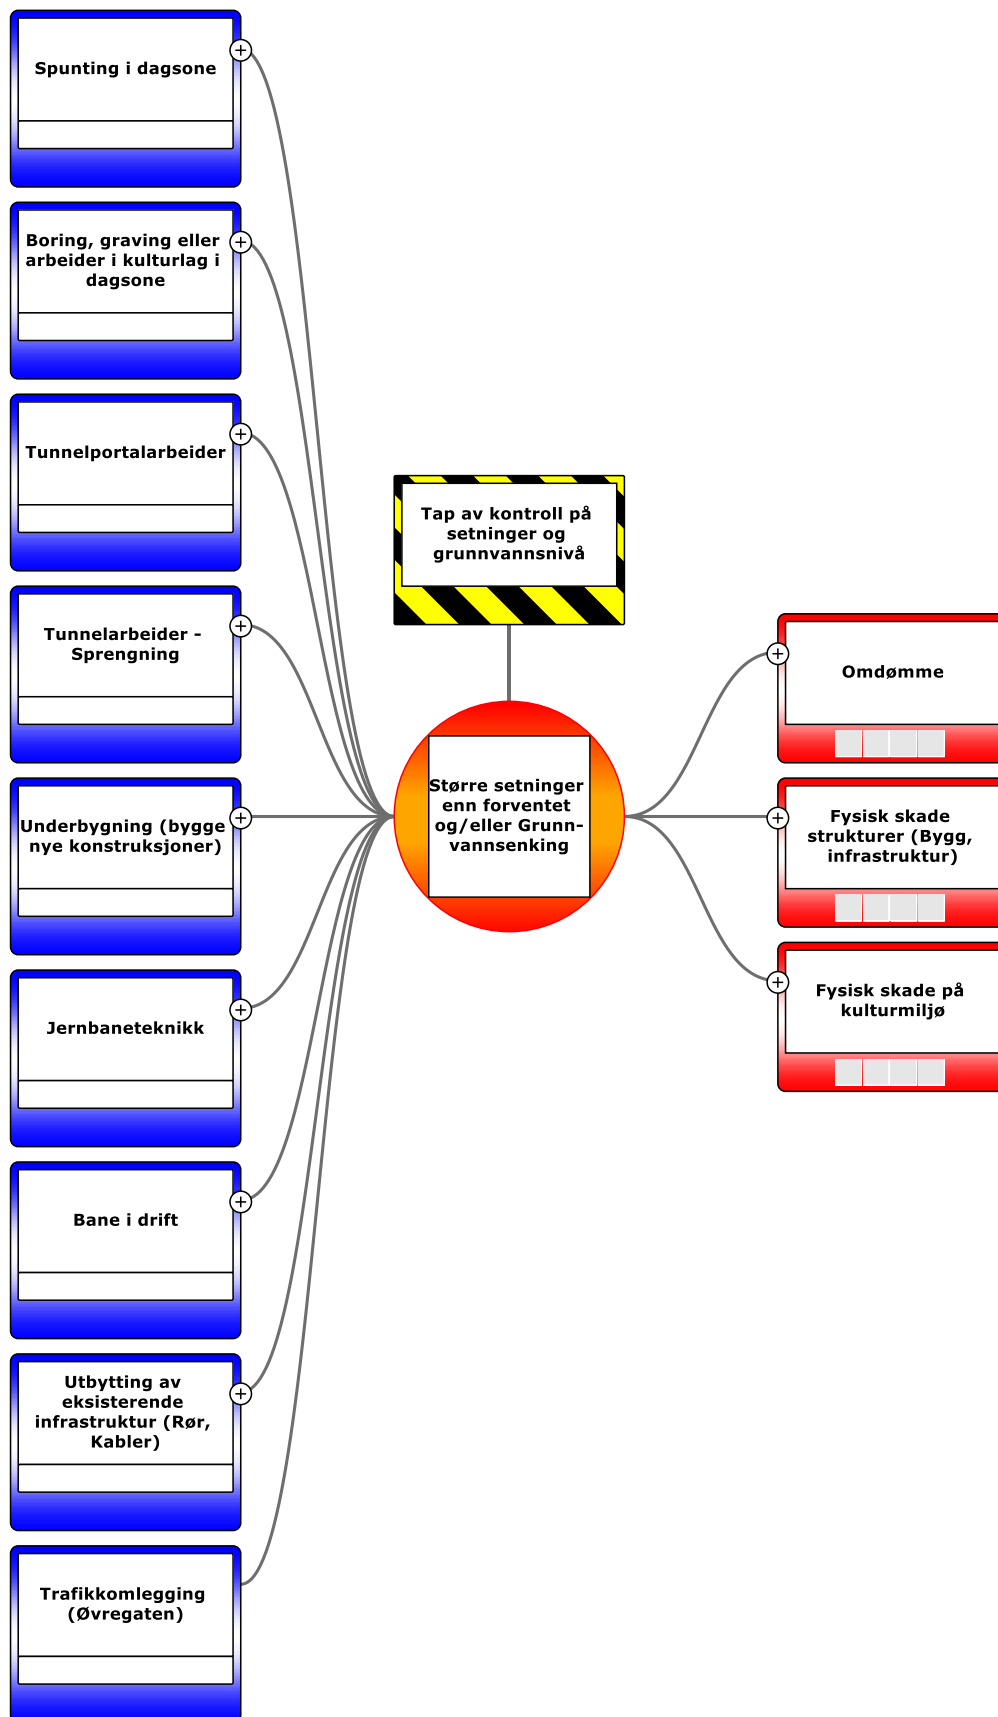 Spunting i dagsone
Boring, graving eller
arbeider i kulturlag i
dagsone
Tunnelportalarbeider
Tunnelarbeider -
Sprengning
Underbygning (bygge
nye konstruksjoner)
Jernbaneteknikk
Bane i drift
Utbytting av
eksisterende
infrastruktur (Rør,
Kabler)
Trafikkomlegging
(Øvregaten)
Tap av kontroll på
setninger og
grunnvannsnivå
Større setninger
enn forventet
og/eller Grunn-
vannsenking
Omdømme
Fysisk skade
strukturer (Bygg,
infrastruktur)
Fysisk skade på
kulturmiljø